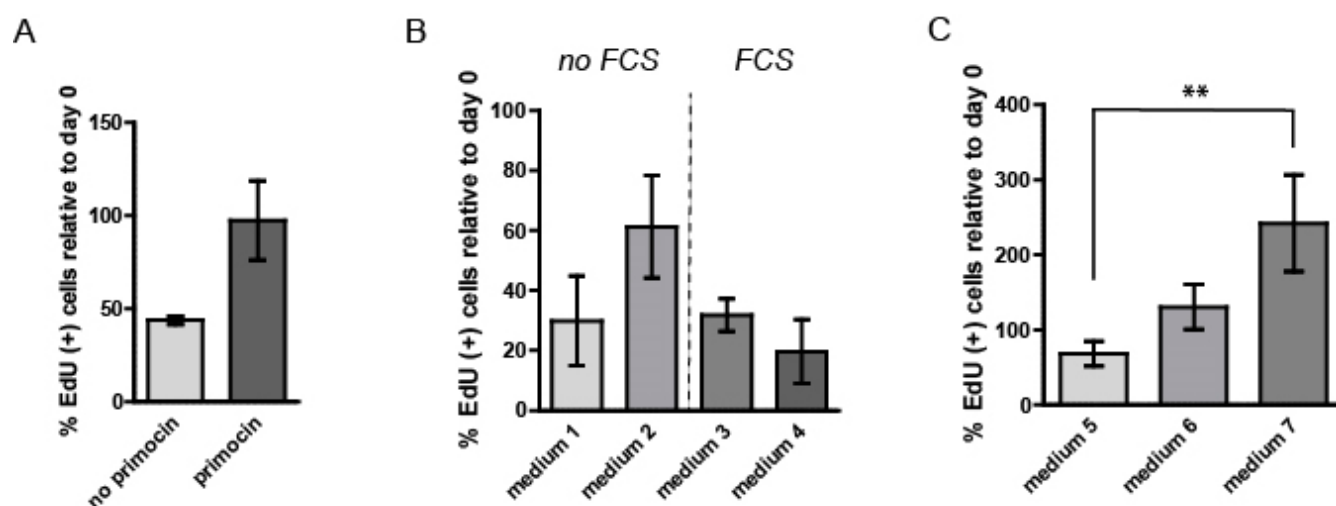 A
% EdU (+) cells relative to day 0
150
100
50
0
no primocin
primocin
B
no FCS
FCS
% EdU (+) cells relative to day 0
100
80
60
40
20
0
medium 1
medium 2
medium 3
medium 4
C
% EdU (+) cells relative to day 0
400
300
200
100
0
**
medium 5
medium 6
medium 7